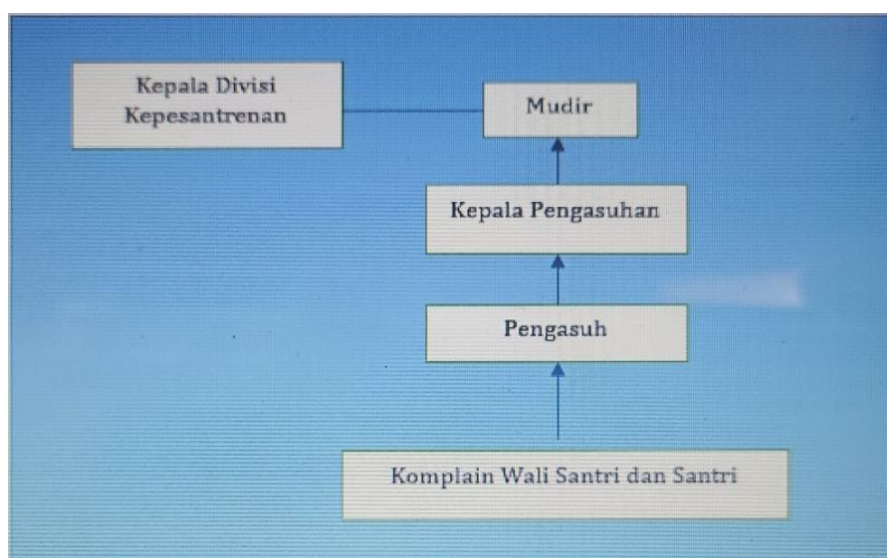 Kepala Divisi
Kepesantrenan
Mudir
Kepala Pengasuhan
Pengasuh
Komplain Wali Santri dan Santri